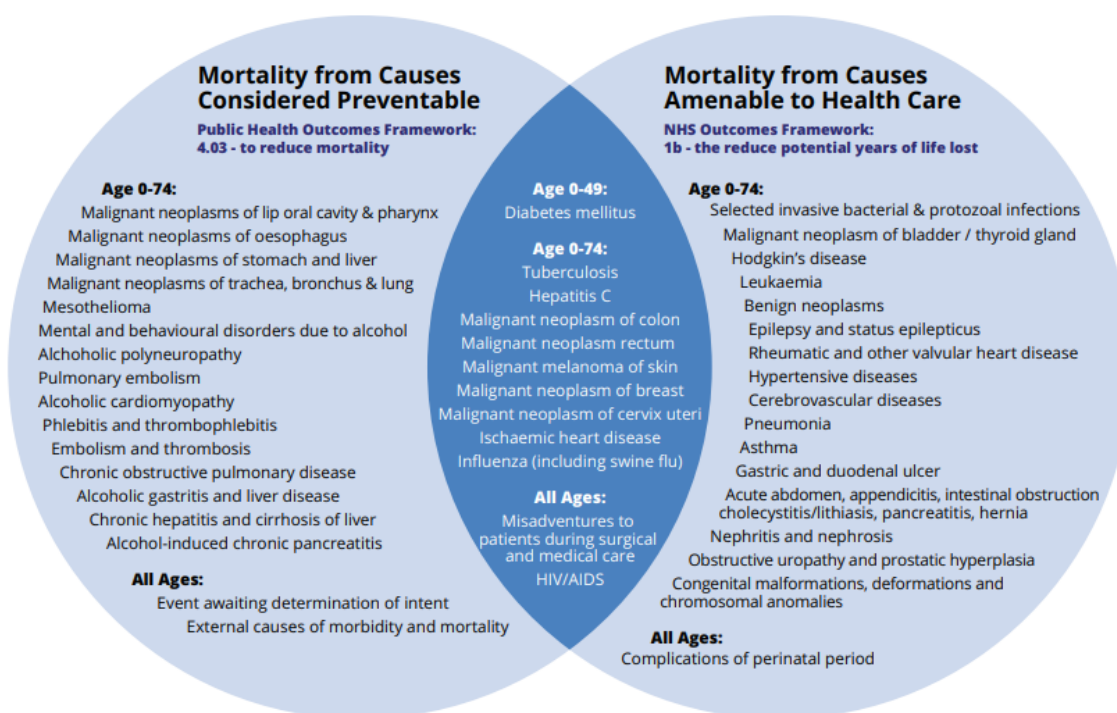 Mortality from Causes
Considered Preventable
Public Health Outcomes Framework:
4.03 - to reduce mortality
Age 0-74:
Malignant neoplasms of lip oral cavity & pharynx
Malignant neoplasms of oesophagus
Malignant neoplasms of stomach and liver
Malignant neoplasms of trachea, bronchus & lung
Mesothelioma
Mental and behavioural disorders due to alcohol
Alchoholic polyneuropathy
Pulmonary embolism
Alcoholic cardiomyopathy
Phlebitis and thrombophlebitis
Embolism and thrombosis
Chronic obstructive pulmonary disease
Alcoholic gastritis and liver disease
Chronic hepatitis and cirrhosis of liver
Alcohol-induced chronic pancreatitis
All Ages:
Event awaiting determination of intent
External causes of morbidity and mortality
Age 0-49:
Diabetes mellitus
Age 0-74:
Tuberculosis
Hepatitis C
Malignant neoplasm of colon
Malignant neoplasm rectum
Malignant melanoma of skin
Malignant neoplasm of breast
Malignant neoplasm of cervix uteri
Ischaemic heart disease
Influenza (including swine flu)
All Ages:
Misadventures to
patients during surgical
and medical care
HIV/AIDS
Mortality from Causes
Amenable to Health Care
NHS Outcomes Framework:
1b - the reduce potential years of life lost
Age 0-74:
Selected invasive bacterial & protozoal infections
Malignant neoplasm of bladder / thyroid gland
Hodgkin's disease
Leukaemia
Benign neoplasms
Epilepsy and status epilepticus
Rheumatic and other valvular heart disease
Hypertensive diseases
Cerebrovascular diseases
Pneumonia
Asthma
Gastric and duodenal ulcer
Acute abdomen, appendicitis, intestinal obstruction
cholecystitis/lithiasis, pancreatitis, hernia
Nephritis and nephrosis
Obstructive uropathy and prostatic hyperplasia
Congenital malformations, deformations and
chromosomal anomalies
All Ages:
Complications of perinatal period